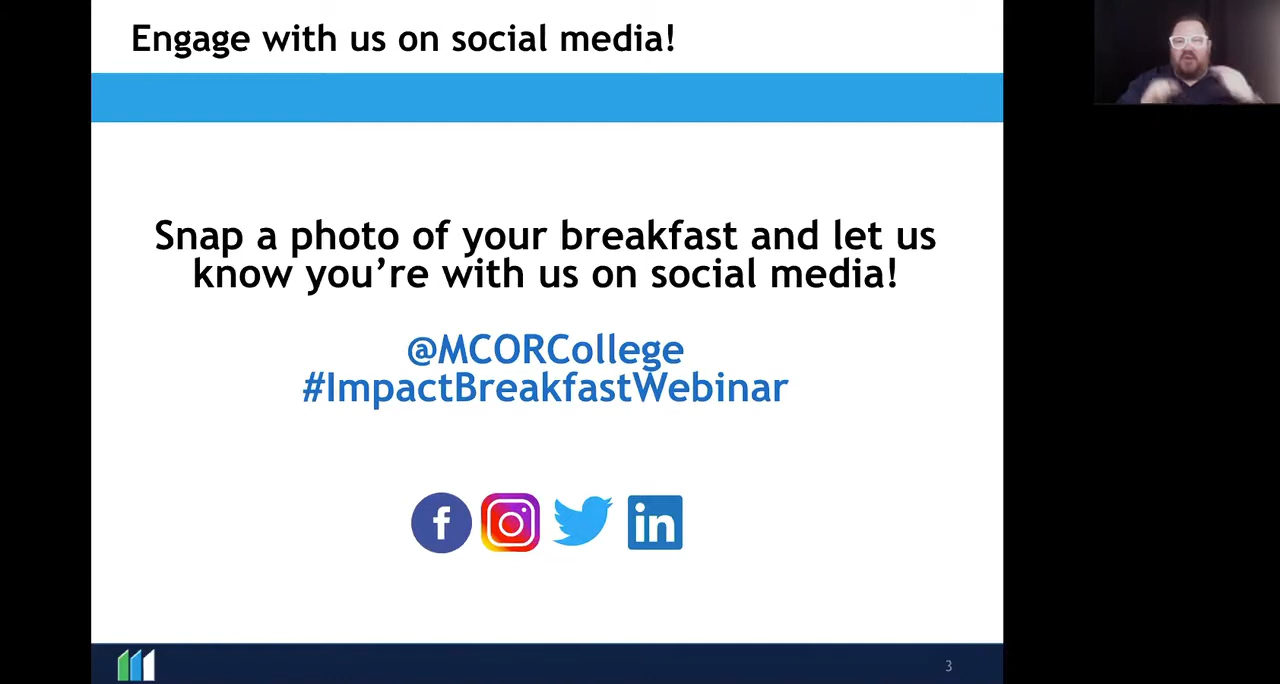 Engage with us on social media!
Snap a photo of your breakfast and let us
know you’re with us on social media!
@MCORCollege
#ImpactBreakfastWebinar
f
in
3